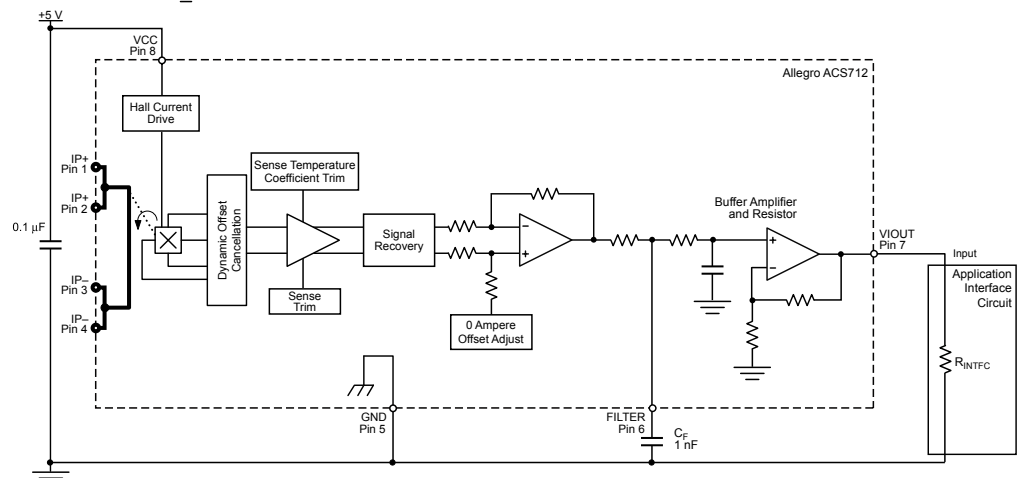 +5 V
VCC
Pin 8
Allegro ACS712
Hall Current
Drive
IP+
Pin 1
IP+
Pin 2
IP–
Pin 3
IP–
Pin 4
0.1 µF
Dynamic Offset
Cancellation
Sense Temperature
Coefficient Trim
Sense
Trim
Signal
Recovery
0 Ampere
Offset Adjust
Buffer Amplifier
and Resistor
VIOUT
Pin 7
Input
Application
Interface
Circuit
RINTFC
GND
Pin 5
FILTER
Pin 6
CF
1 nF